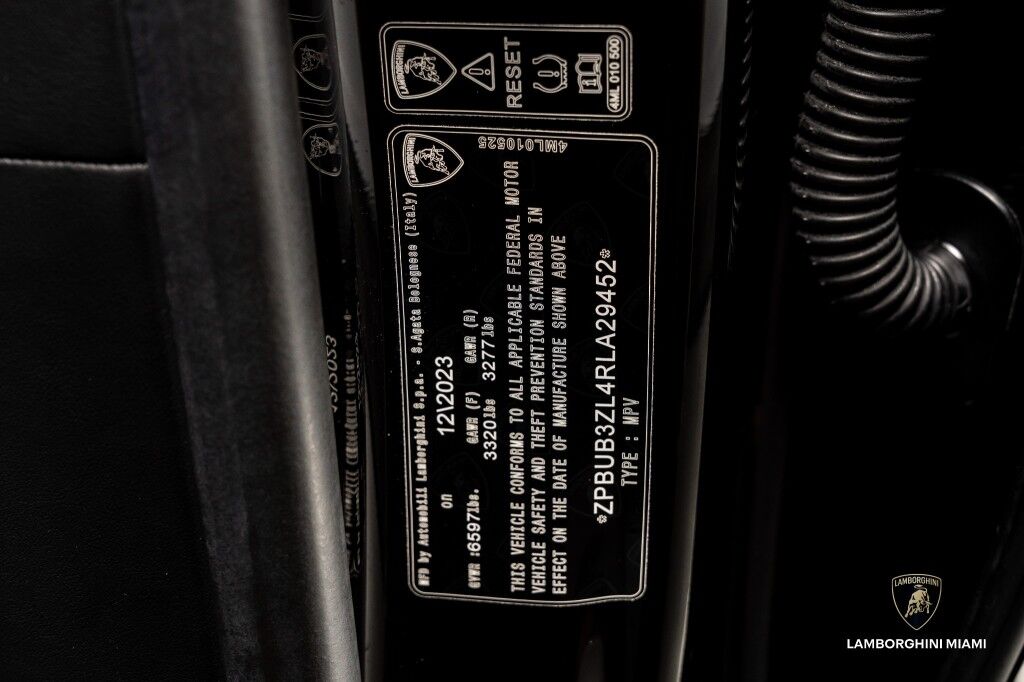 LAMBORGHINI
RESET
4ML 010 500
LAMBORGHINI
4ML010525
MFD by Automobili Lamborghini S.p.a. - S.Agata Bolognese (Italy)
on 12\2023
GVWR :6597lbs. GAWR (F) GAWR (R)
3320lbs 3277lbs
THIS VEHICLE CONFORMS TO ALL APPLICABLE FEDERAL MOTOR
VEHICLE SAFETY AND THEFT PREVENTION STANDARDS IN
EFFECT ON THE DATE OF MANUFACTURE SHOWN ABOVE
*ZPBUB3ZL4RLA29452*
TYPE : MPV
LAMBORGHINI
LAMBORGHINI MIAMI